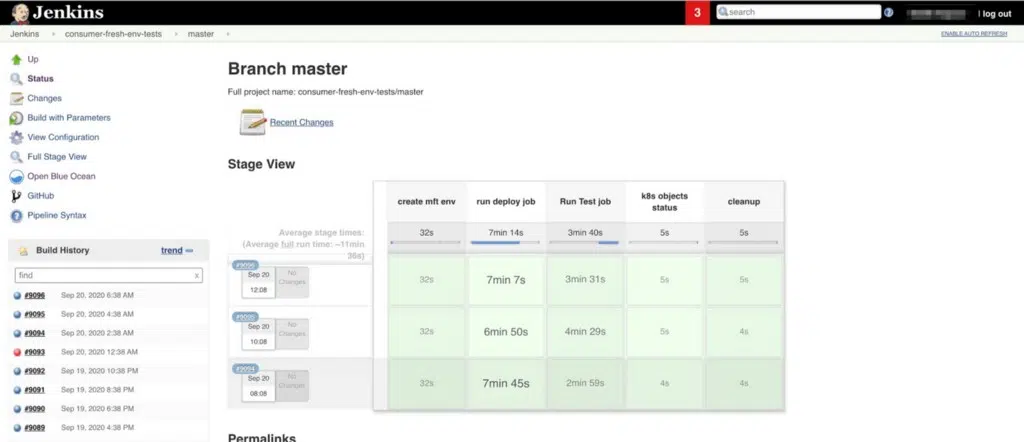 Jenkins
3
search
| log out
Jenkins
consumer-fresh-env-tests
master
ENABLE AUTO REFRESH
Up
Status
Changes
Build with Parameters
View Configuration
Full Stage View
Open Blue Ocean
GitHub
Pipeline Syntax
Build History
trend
find
x
#9096 Sep 20, 2020 6:38 AM
#9095 Sep 20, 2020 4:38 AM
#9094 Sep 20, 2020 2:38 AM
#9093 Sep 20, 2020 12:38 AM
#9092 Sep 19, 2020 10:38 PM
#9091 Sep 19, 2020 8:38 PM
#9090 Sep 19, 2020 6:38 PM
#9089 Sep 19, 2020 4:38 PM
Branch master
Full project name: consumer-fresh-env-tests/master
Recent Changes
Stage View
create mft env
run deploy job
Run Test job
k8s objects
status
cleanup
Average stage times:
(Average full run time: ~11min
36s)
32s
7min 14s
3min 40s
5s
5s
#9096
Sep 20
12:08
No
Changes
32s
7min 7s
3min 31s
5s
5s
#9095
Sep 20
10:08
No
Changes
32s
6min 50s
4min 29s
5s
4s
#9094
Sep 20
08:08
No
Changes
32s
7min 45s
2min 59s
4s
4s
Permalinks